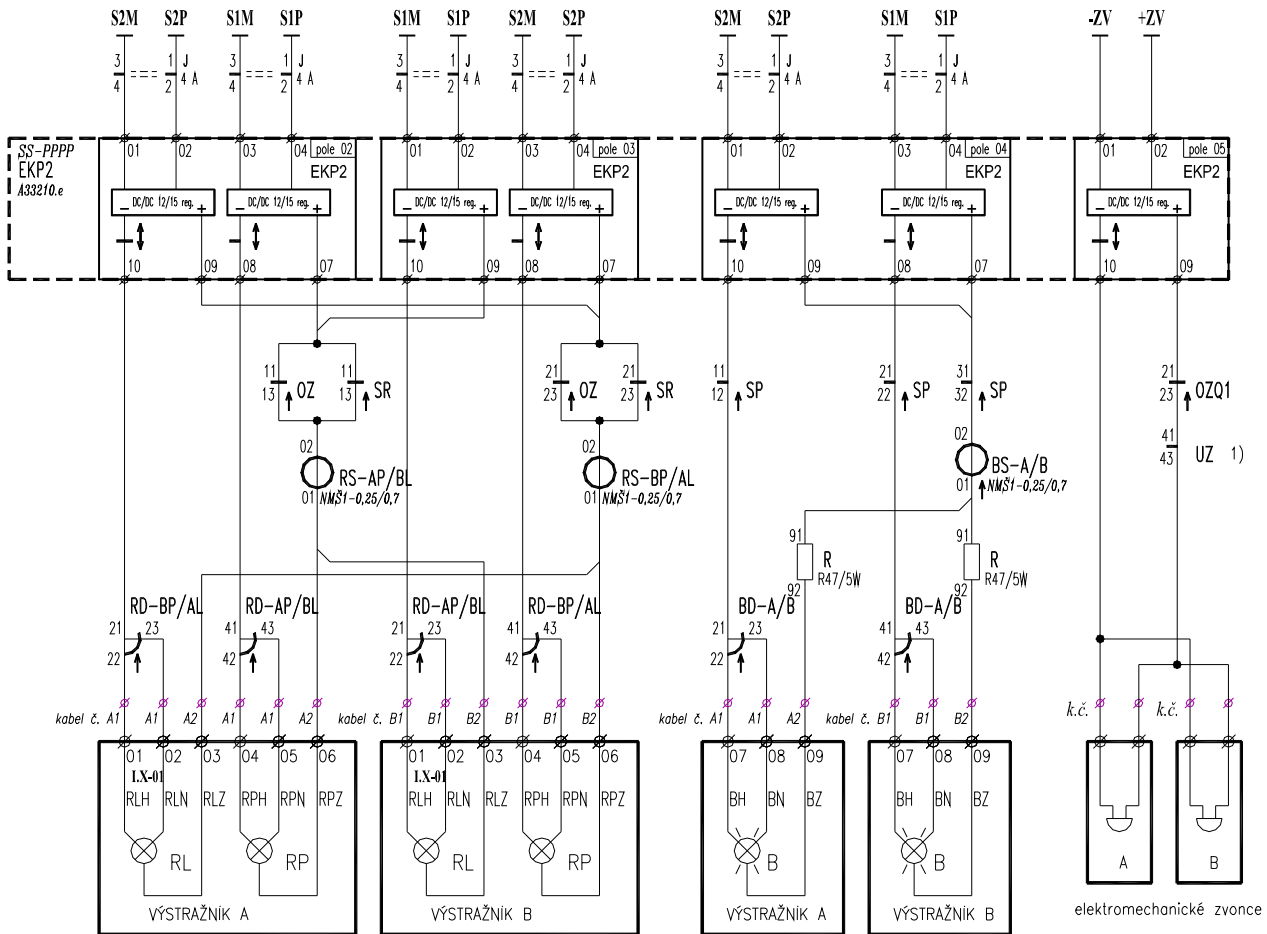 S2M S2P S1M S1P S1M S1P S2M S2P S2M S2P S1M S1P -ZV +ZV
3 1 J 3 1 J 3 1 J 3 1 J 3 1 J 3 1 J
4 2 4 A 4 2 4 A 4 2 4 A 4 2 4 A 4 2 4 A 4 2 4 A
SS-PPPP 01 02 03 04 pole 02 01 02 03 04 pole 03 01 02 03 04 pole 04 01 02 pole 05
EKP2 EKP2 EKP2 EKP2 EKP2
A33210.e
– DC/DC 12/15 reg. + – DC/DC 12/15 reg. + – DC/DC 12/15 reg. + – DC/DC 12/15 reg. + – DC/DC 12/15 reg. + – DC/DC 12/15 reg. + – DC/DC 12/15 reg. +
10 09 08 07 10 09 08 07 10 09 08 07 10 09
11 11 21 21 11 21 31 21
13 OZ 13 SR 23 OZ 23 SR 12 SP 22 SP 32 SP 23 OZQ1
02 02 02 41
RS-AP/BL RS-BP/AL BS-A/B 43 UZ 1)
01 NMŠ1-0,25/0,7 01 NMŠ1-0,25/0,7 01 NMŠ1-0,25/0,7
91 R 91 R
92 R47/5W 92 R47/5W
RD-BP/AL RD-AP/BL RD-AP/BL RD-BP/AL BD-A/B BD-A/B
21 23 41 43 21 23 41 43 21 23 41 43
22 42 22 42 22 42
kabel č. A1 A1 A2 A1 A1 A2 kabel č. B1 B1 B2 B1 B1 B2 kabel č. A1 A1 A2 kabel č. B1 B1 B2 k.č. k.č.
01 02 03 04 05 06 01 02 03 04 05 06 07 08 09 07 08 09
I.X-01 I.X-01
RLH RLN RLZ RPH RPN RPZ RLH RLN RLZ RPH RPN RPZ BH BN BZ BH BN BZ
RL RP RL RP B B A B
VÝSTRAŽNÍK A VÝSTRAŽNÍK B VÝSTRAŽNÍK A VÝSTRAŽNÍK B elektromechanické zvonce